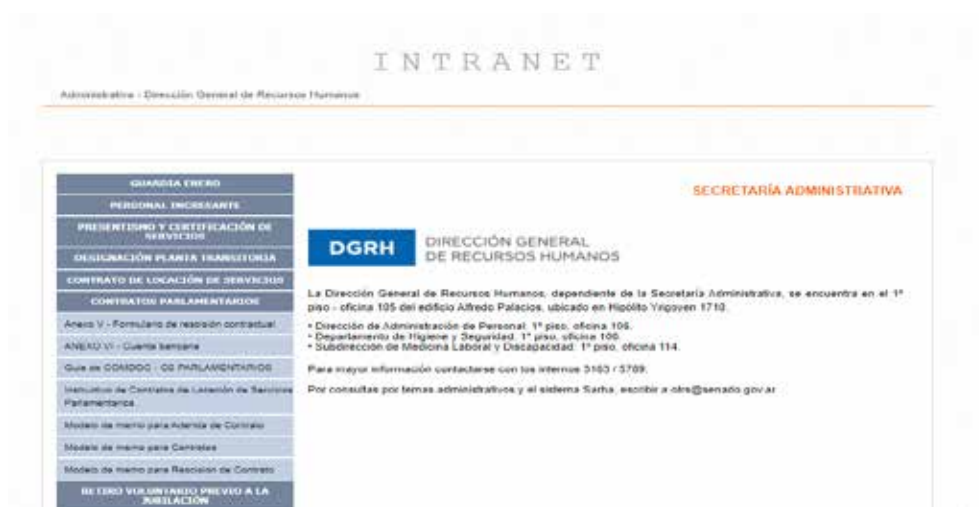 INTRANET
Administrativa - Dirección General de Recursos Humanos
GUARDIA ENERO
PERSONAL INGRESANTE
PRESENTISMO Y CERTIFICACIÓN DE
SERVICIOS
DESIGNACIÓN PLANTA TRANSITORIA
CONTRATO DE LOCACIÓN DE SERVICIOS
CONTRATOS PARLAMENTARIOS
Anexo V - Formulario de rescisión contractual
ANEXO VI - Cuenta bancaria
Guía de COMDOC - CS PARLAMENTARIOS
Instructivo de Contratos de Locación de Servicios
Parlamentarios
Modelo de memo para Adenda de Contrato
Modelo de memo para Contratos
Modelo de memo para Rescisión de Contrato
RETIRO VOLUNTARIO PREVIO A LA
JUBILACIÓN
SECRETARÍA ADMINISTRATIVA
DGRH
DIRECCIÓN GENERAL
DE RECURSOS HUMANOS
La Dirección General de Recursos Humanos, dependiente de la Secretaría Administrativa, se encuentra en el 1º
piso - oficina 105 del edificio Alfredo Palacios, ubicado en Hipólito Yrigoyen 1710.
• Dirección de Administración de Personal: 1º piso, oficina 106.
• Departamento de Higiene y Seguridad: 1º piso, oficina 106.
• Subdirección de Medicina Laboral y Discapacidad: 1º piso, oficina 114.
Para mayor información contactarse con los internos 3163 / 5789.
Por consultas por temas administrativos y el sistema Sarha, escribir a otrs@senado.gov.ar